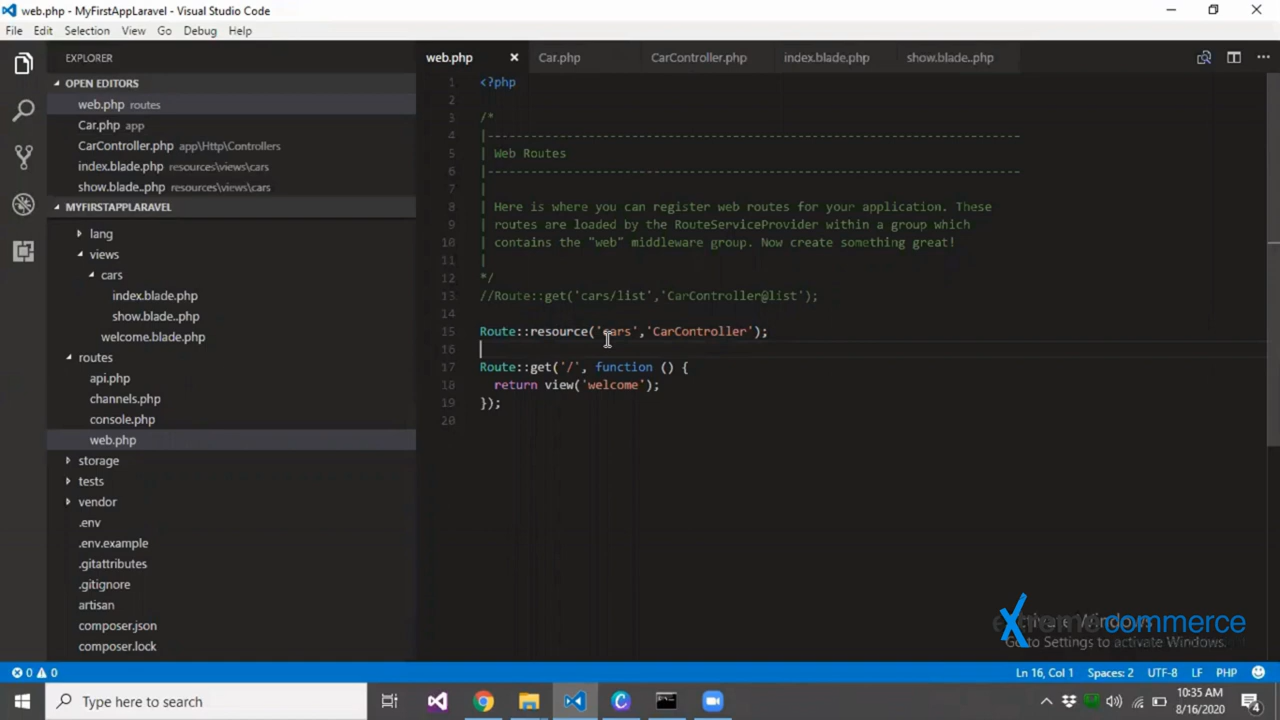 web.php - MyFirstAppLaravel - Visual Studio Code
File Edit Selection View Go Debug Help
EXPLORER
OPEN EDITORS
web.php routes
Car.php app
CarController.php app\Http\Controllers
index.blade.php resources\views\cars
show.blade..php resources\views\cars
MYFIRSTAPPLARAVEL
lang
views
cars
index.blade.php
show.blade..php
welcome.blade.php
routes
api.php
channels.php
console.php
web.php
storage
tests
vendor
.env
.env.example
.gitattributes
.gitignore
artisan
composer.json
composer.lock
web.php Car.php CarController.php index.blade.php show.blade..php
1 <?php
2
3 /*
4 |--------------------------------------------------------------------------
5 | Web Routes
6 |--------------------------------------------------------------------------
7 |
8 | Here is where you can register web routes for your application. These
9 | routes are loaded by the RouteServiceProvider within a group which
10 | contains the "web" middleware group. Now create something great!
11 |
12 */
13 //Route::get('cars/list','CarController@list');
14
15 Route::resource('cars','CarController');
16
17 Route::get('/', function () {
18 return view('welcome');
19 });
20
Activate Windows
Go to Settings to activate Windows.
extreme commerce
0 0 Ln 16, Col 1 Spaces: 2 UTF-8 LF PHP
Type here to search
10:35 AM
8/16/2020
4